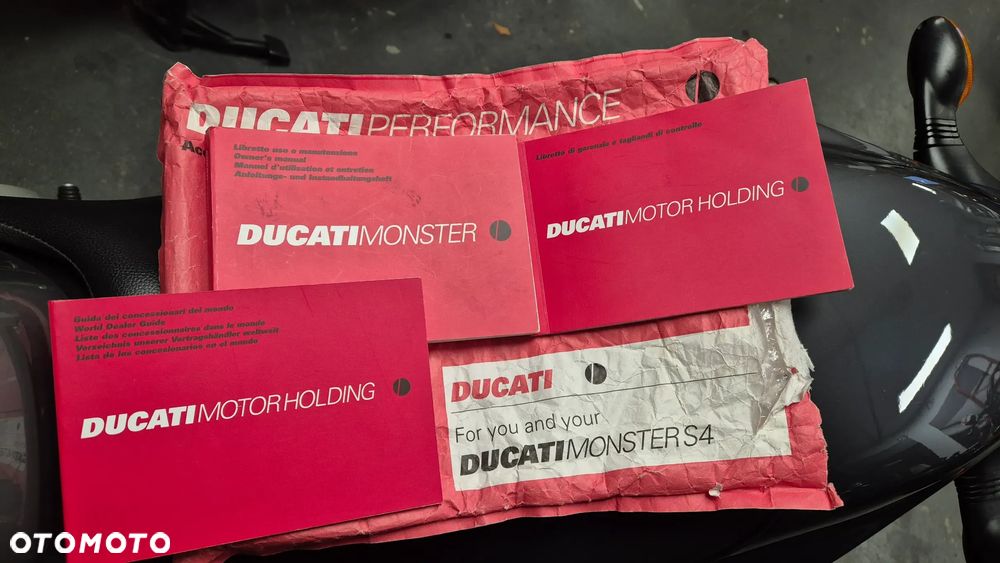 DUCATI PERFORMANCE
Libretto uso e manutenzione
Owner's manual
Manuel d'utilisation et entretien
Anleitungs- und Instandhaltungsheft
DUCATI MONSTER
Libretto di garanzia e tagliandi di controllo
DUCATI MOTOR HOLDING
Guida dei concessionari del mondo
World Dealer Guide
Liste des concessionnaires dans le monde
Verzeichnis unserer Vertragshändler weltweit
Lista de los concesionarios en el mundo
DUCATI MOTOR HOLDING
DUCATI
For you and your
DUCATI MONSTER S4
OTOMOTO